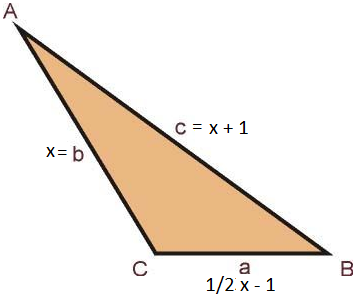 A
c = x + 1
x = b
C
a
B
1/2 x - 1